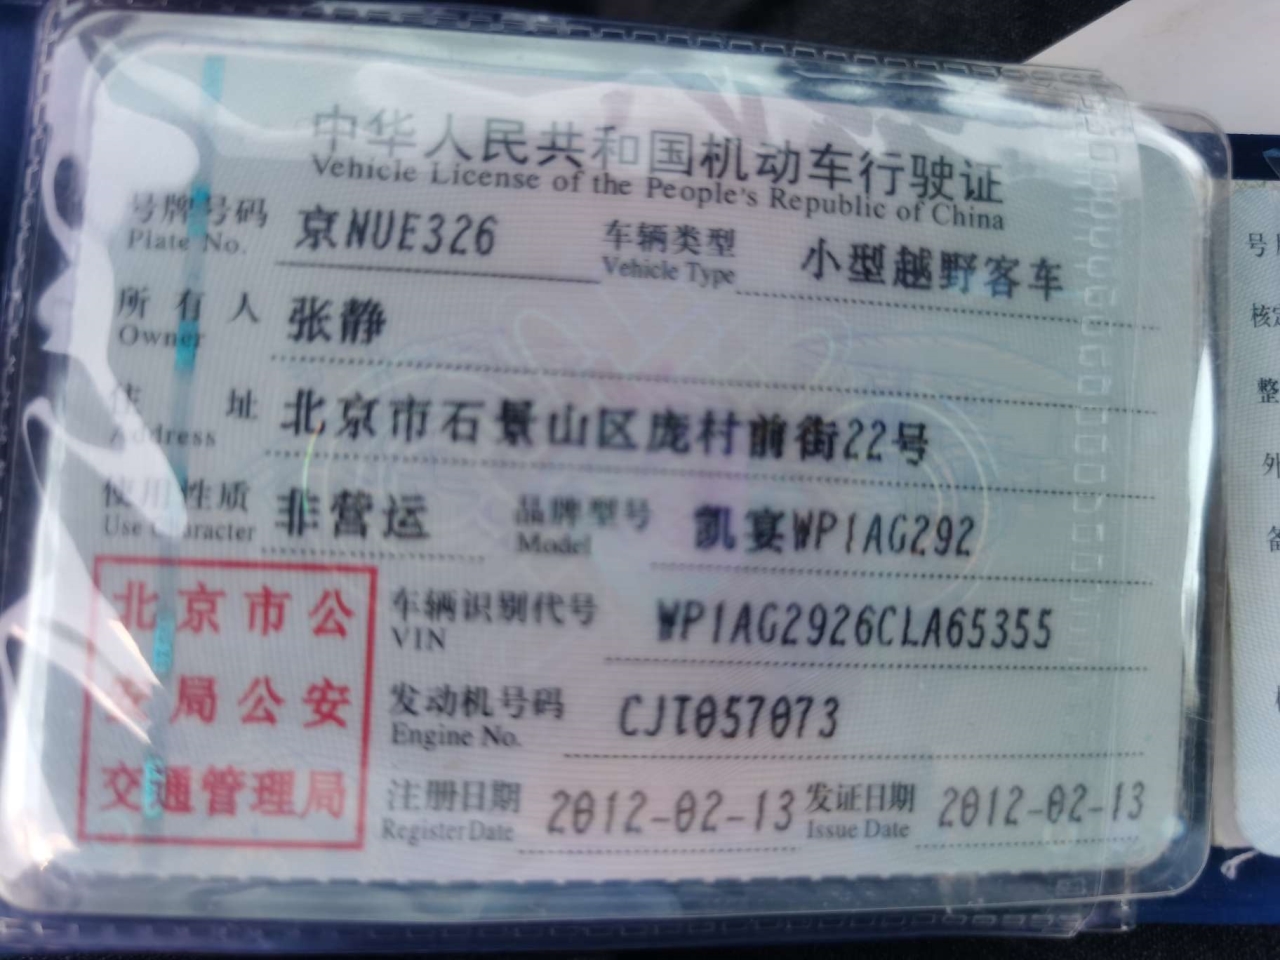 中华人民共和国机动车行驶证
Vehicle License of the People's Republic of China
号牌号码 京NUE326 车辆类型 小型越野客车
Plate No. Vehicle Type
所有人 张静
Owner
住址 北京市石景山区庞村前街22号
Address
使用性质 非营运 品牌型号 凯宴WP1AG292
Use Character Model
车辆识别代号 WP1AG2926CLA65355
VIN
发动机号码 CJT057073
Engine No.
注册日期 2012-02-13 发证日期 2012-02-13
Register Date Issue Date
北京市公
安局公安
交通管理局
号
核定
整
外